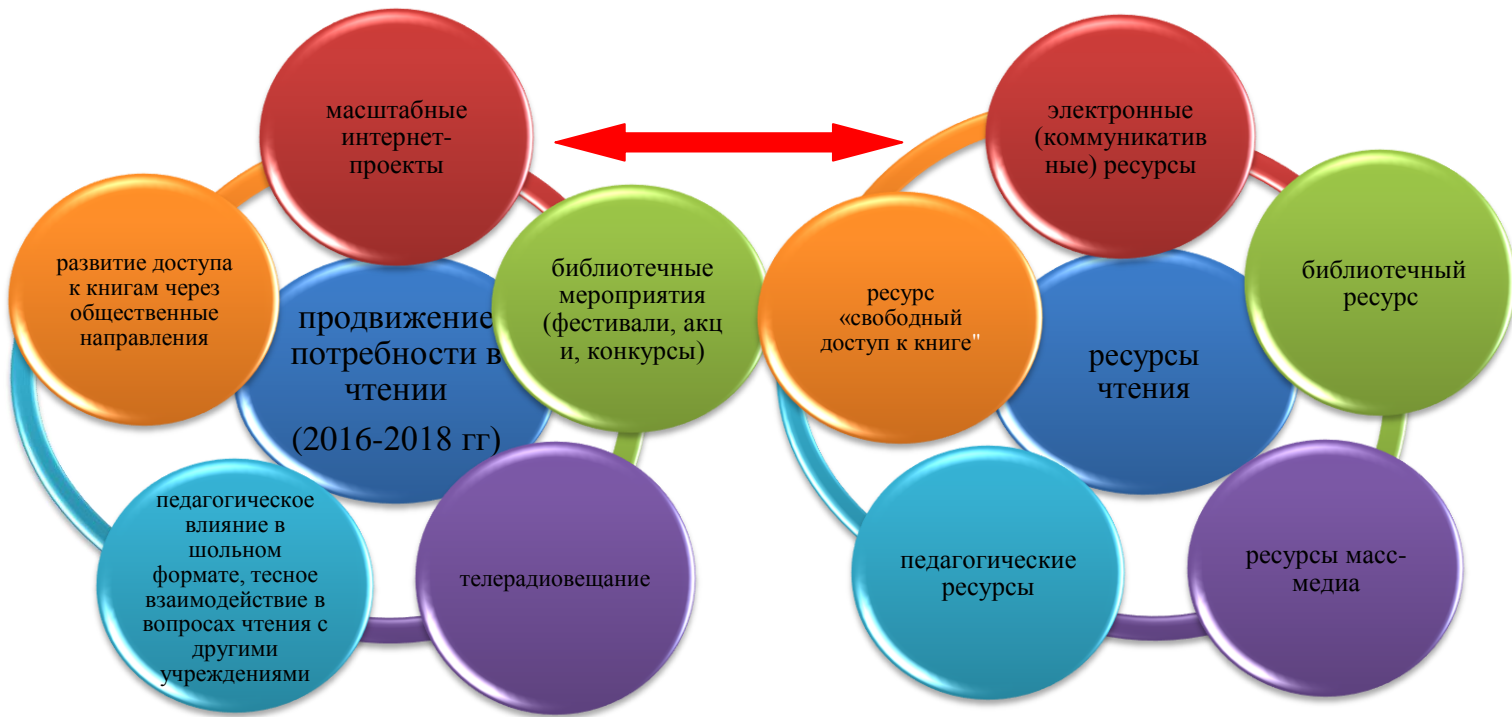 масштабные
интернет-
проекты
развитие доступа
к книгам через
общественные
направления
библиотечные
мероприятия
(фестивали, акц
и, конкурсы)
продвижение
потребности в
чтении
(2016-2018 гг)
педагогическое
влияние в
шольном
формате, тесное
взаимодействие в
вопросах чтения с
другими
учреждениями
телерадиовещание
электронные
(коммуникатив
ные) ресурсы
ресурс
«свободный
доступ к книге"
библиотечный
ресурс
ресурсы
чтения
педагогические
ресурсы
ресурсы масс-
медиа